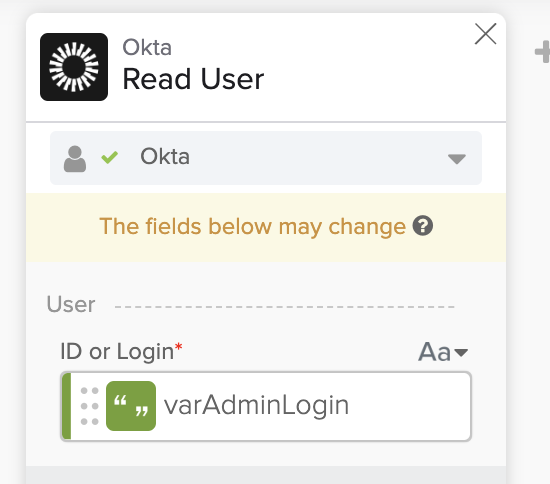 Okta
Read User
Okta
The fields below may change ?
User
ID or Login*
Aa
“ ” varAdminLogin